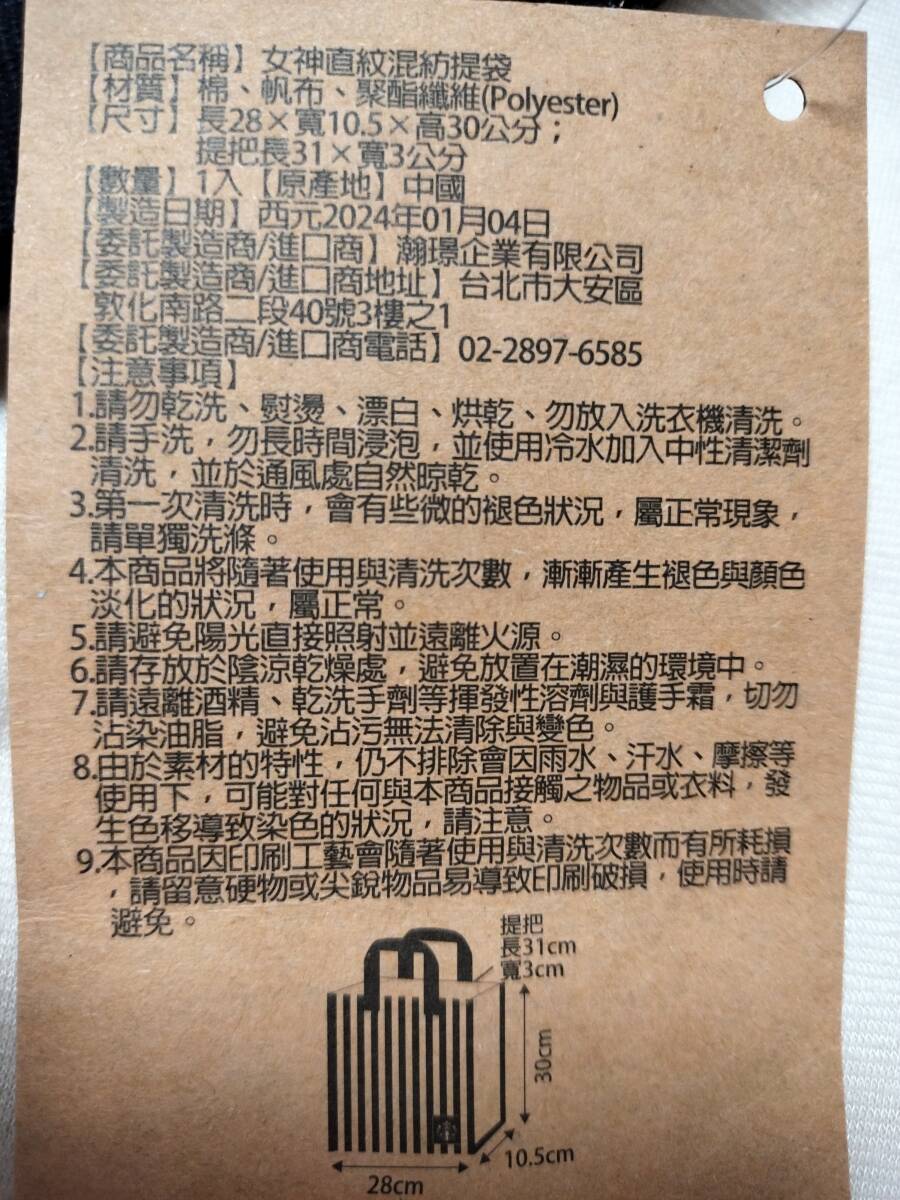 【商品名稱】女神直紋混紡提袋
【材質】棉、帆布、聚酯纖維(Polyester)
【尺寸】長28×寬10.5×高30公分；
提把長31×寬3公分
【數量】1入【原產地】中國
【製造日期】西元2024年01月04日
【委託製造商/進口商】瀚璟企業有限公司
【委託製造商/進口商地址】台北市大安區
敦化南路二段40號3樓之1
【委託製造商/進口商電話】02-2897-6585
【注意事項】
1.請勿乾洗、熨燙、漂白、烘乾、勿放入洗衣機清洗。
2.請手洗，勿長時間浸泡，並使用冷水加入中性清潔劑
清洗，並於通風處自然晾乾。
3.第一次清洗時，會有些微的褪色狀況，屬正常現象，
請單獨洗滌。
4.本商品將隨著使用與清洗次數，漸漸產生褪色與顏色
淡化的狀況，屬正常。
5.請避免陽光直接照射並遠離火源。
6.請存放於陰涼乾燥處，避免放置在潮濕的環境中。
7.請遠離酒精、乾洗手劑等揮發性溶劑與護手霜，切勿
沾染油脂，避免沾污無法清除與變色。
8.由於素材的特性，仍不排除會因雨水、汗水、摩擦等
使用下，可能對任何與本商品接觸之物品或衣料，發
生色移導致染色的狀況，請注意。
9.本商品因印刷工藝會隨著使用與清洗次數而有所耗損
，請留意硬物或尖銳物品易導致印刷破損，使用時請
避免。
提把
長31cm
寬3cm
30cm
10.5cm
28cm